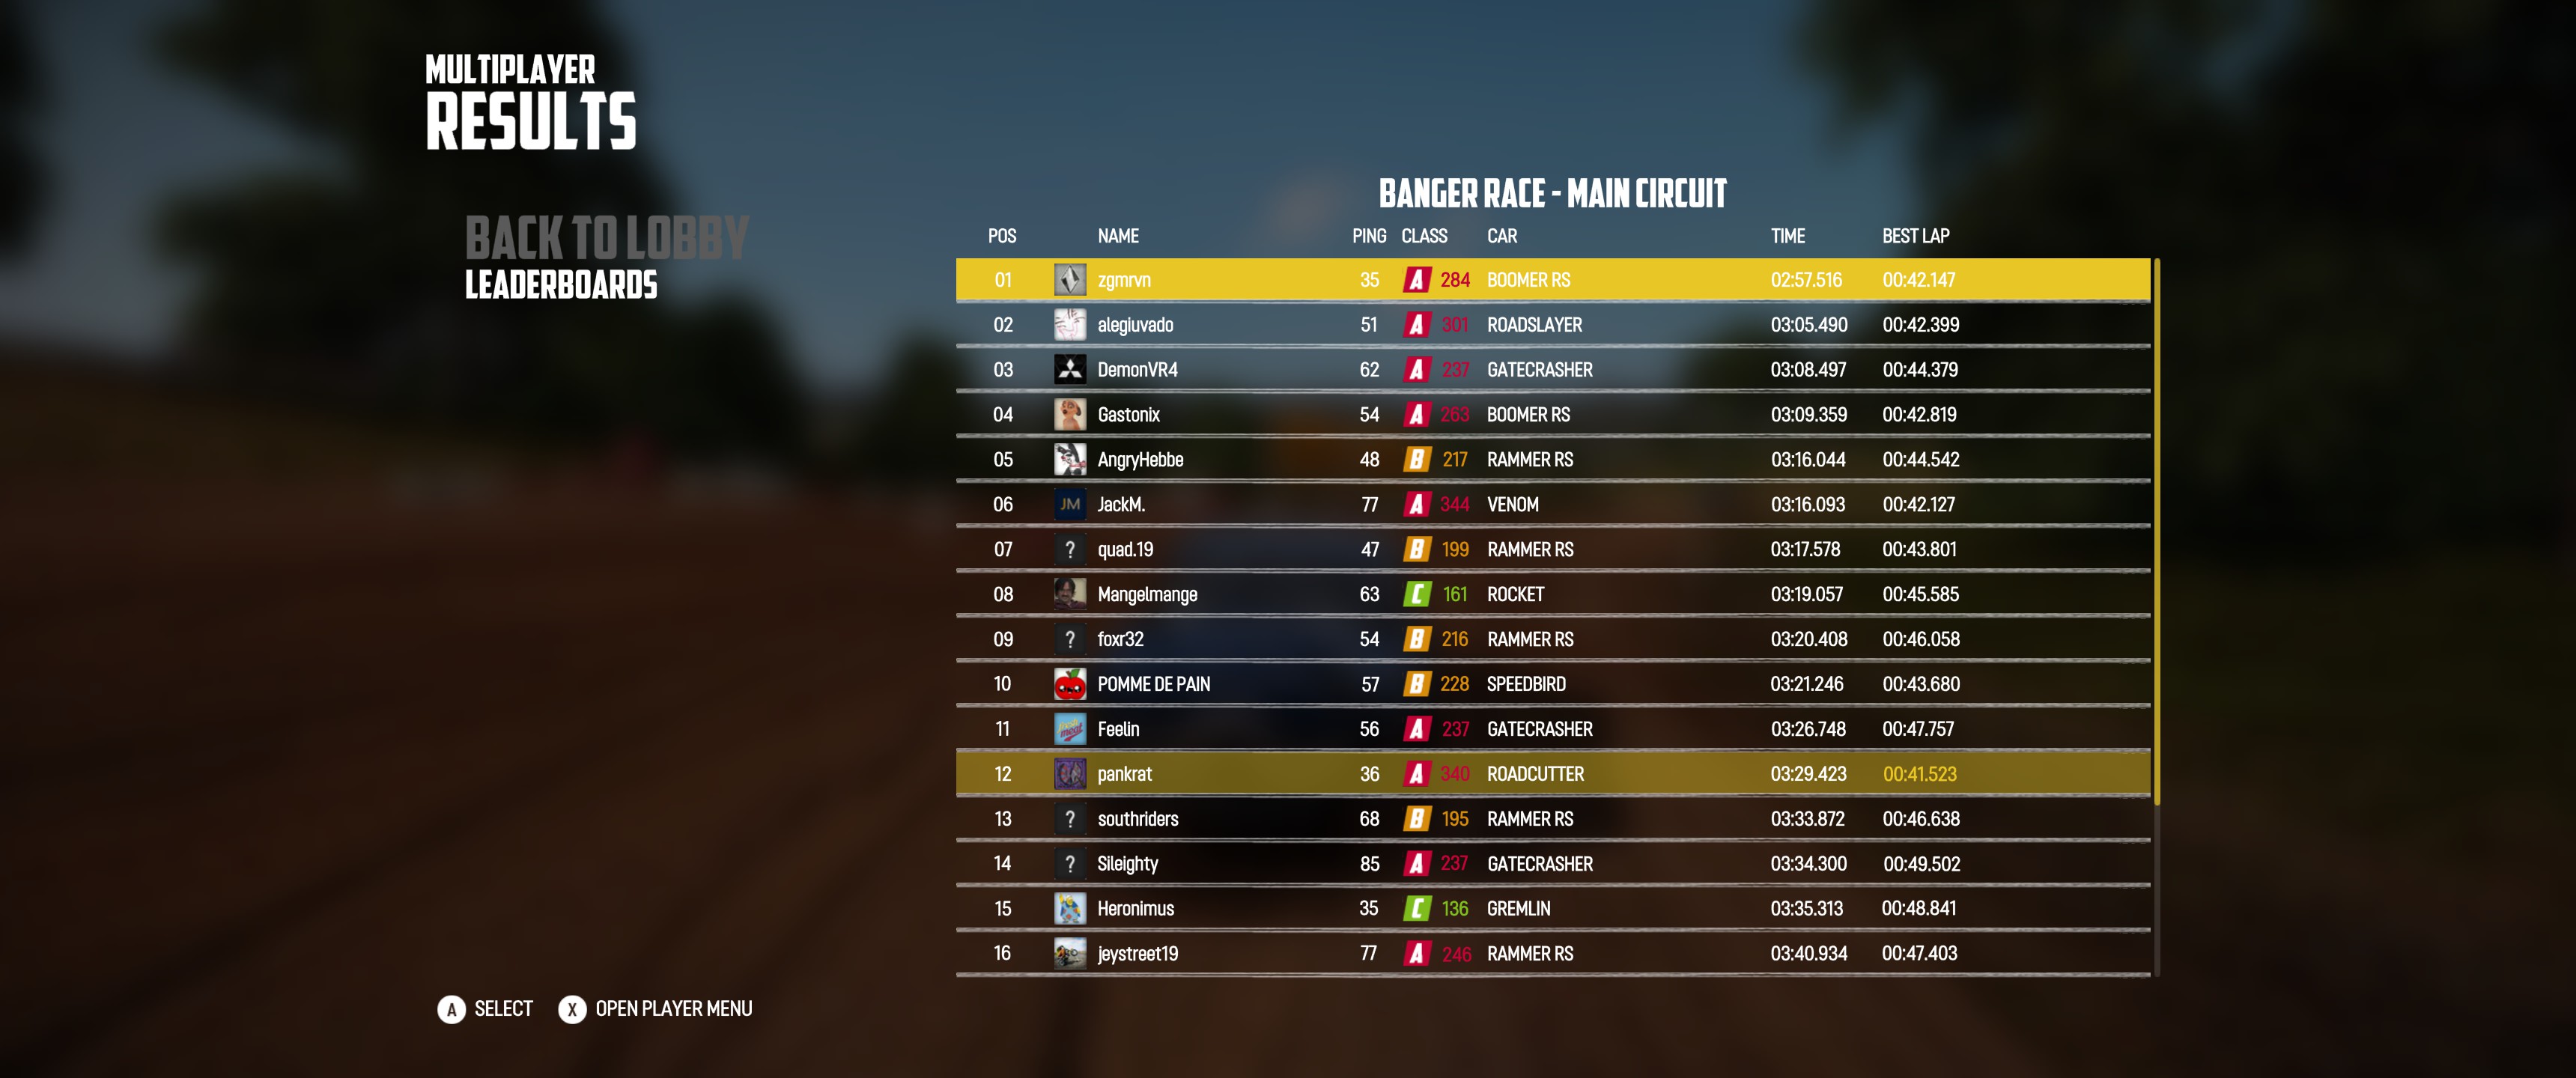 MULTIPLAYER
RESULTS
BACK TO LOBBY
LEADERBOARDS
BANGER RACE - MAIN CIRCUIT
POS NAME PING CLASS CAR TIME BEST LAP
01 zgmrvn 35 A 284 BOOMER RS 02:57.516 00:42.147
02 alegiuvado 51 A 301 ROADSLAYER 03:05.490 00:42.399
03 DemonVR4 62 A 237 GATECRASHER 03:08.497 00:44.379
04 Gastonix 54 A 263 BOOMER RS 03:09.359 00:42.819
05 AngryHebbe 48 B 217 RAMMER RS 03:16.044 00:44.542
06 JM JackM. 77 A 344 VENOM 03:16.093 00:42.127
07 ? quad.19 47 B 199 RAMMER RS 03:17.578 00:43.801
08 Mangelmange 63 C 161 ROCKET 03:19.057 00:45.585
09 ? foxr32 54 B 216 RAMMER RS 03:20.408 00:46.058
10 POMME DE PAIN 57 B 228 SPEEDBIRD 03:21.246 00:43.680
11 Feelin 56 A 237 GATECRASHER 03:26.748 00:47.757
12 pankrat 36 A 340 ROADCUTTER 03:29.423 00:41.523
13 ? southriders 68 B 195 RAMMER RS 03:33.872 00:46.638
14 ? Sileighty 85 A 237 GATECRASHER 03:34.300 00:49.502
15 Heronimus 35 C 136 GREMLIN 03:35.313 00:48.841
16 jeystreet19 77 A 246 RAMMER RS 03:40.934 00:47.403
A SELECT X OPEN PLAYER MENU